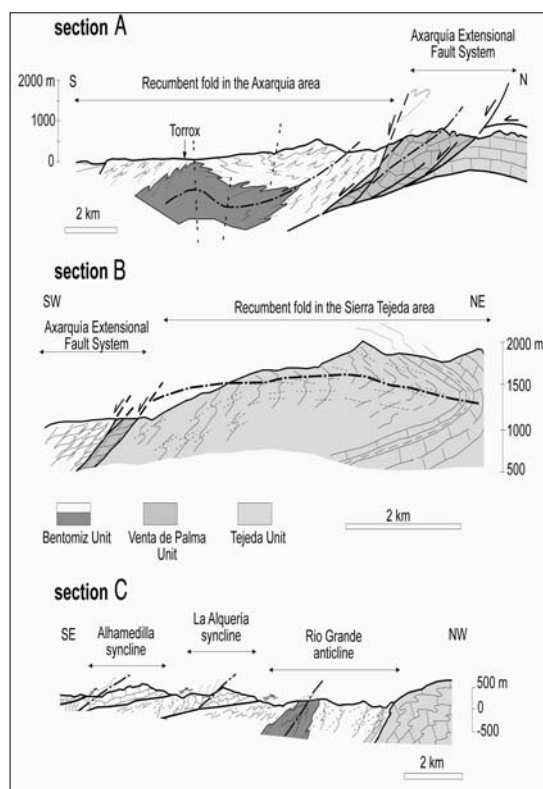 section A
Axarquía Extensional
Fault System
2000 m
S
Recumbent fold in the Axarquia area
N
1000
Torrox
0
2 km
section B
SW
Recumbent fold in the Sierra Tejeda area
NE
Axarquía Extensional
Fault System
2000 m
1500
1000
500
Bentomiz Unit
Venta de Palma
Unit
Tejeda Unit
2 km
section C
La Alquería
syncline
SE
Alhamedilla
syncline
Rio Grande
anticline
NW
500 m
0
-500
2 km